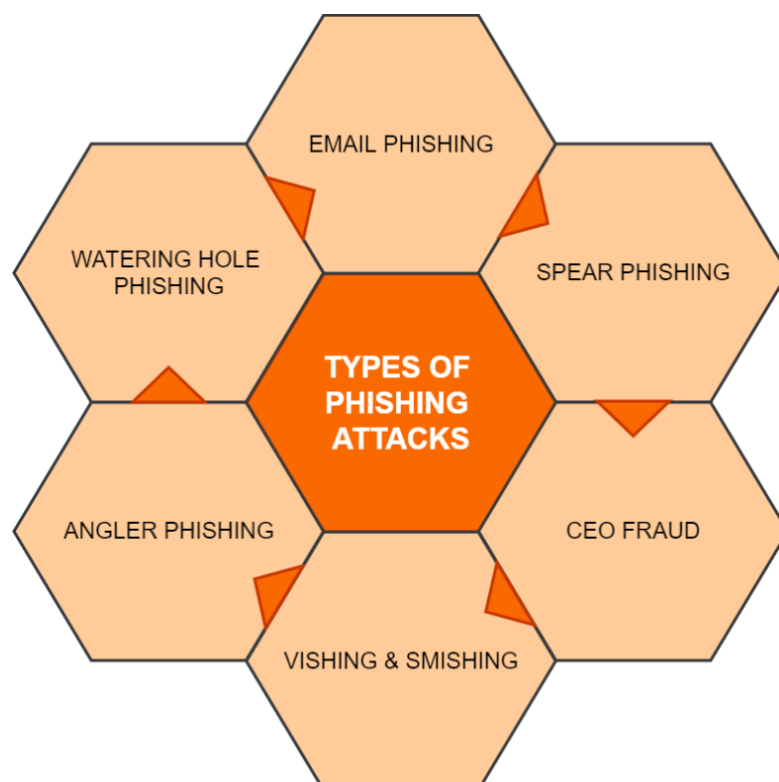 EMAIL PHISHING
SPEAR PHISHING
WATERING HOLE
PHISHING
TYPES OF
PHISHING
ATTACKS
CEO FRAUD
ANGLER PHISHING
VISHING & SMISHING